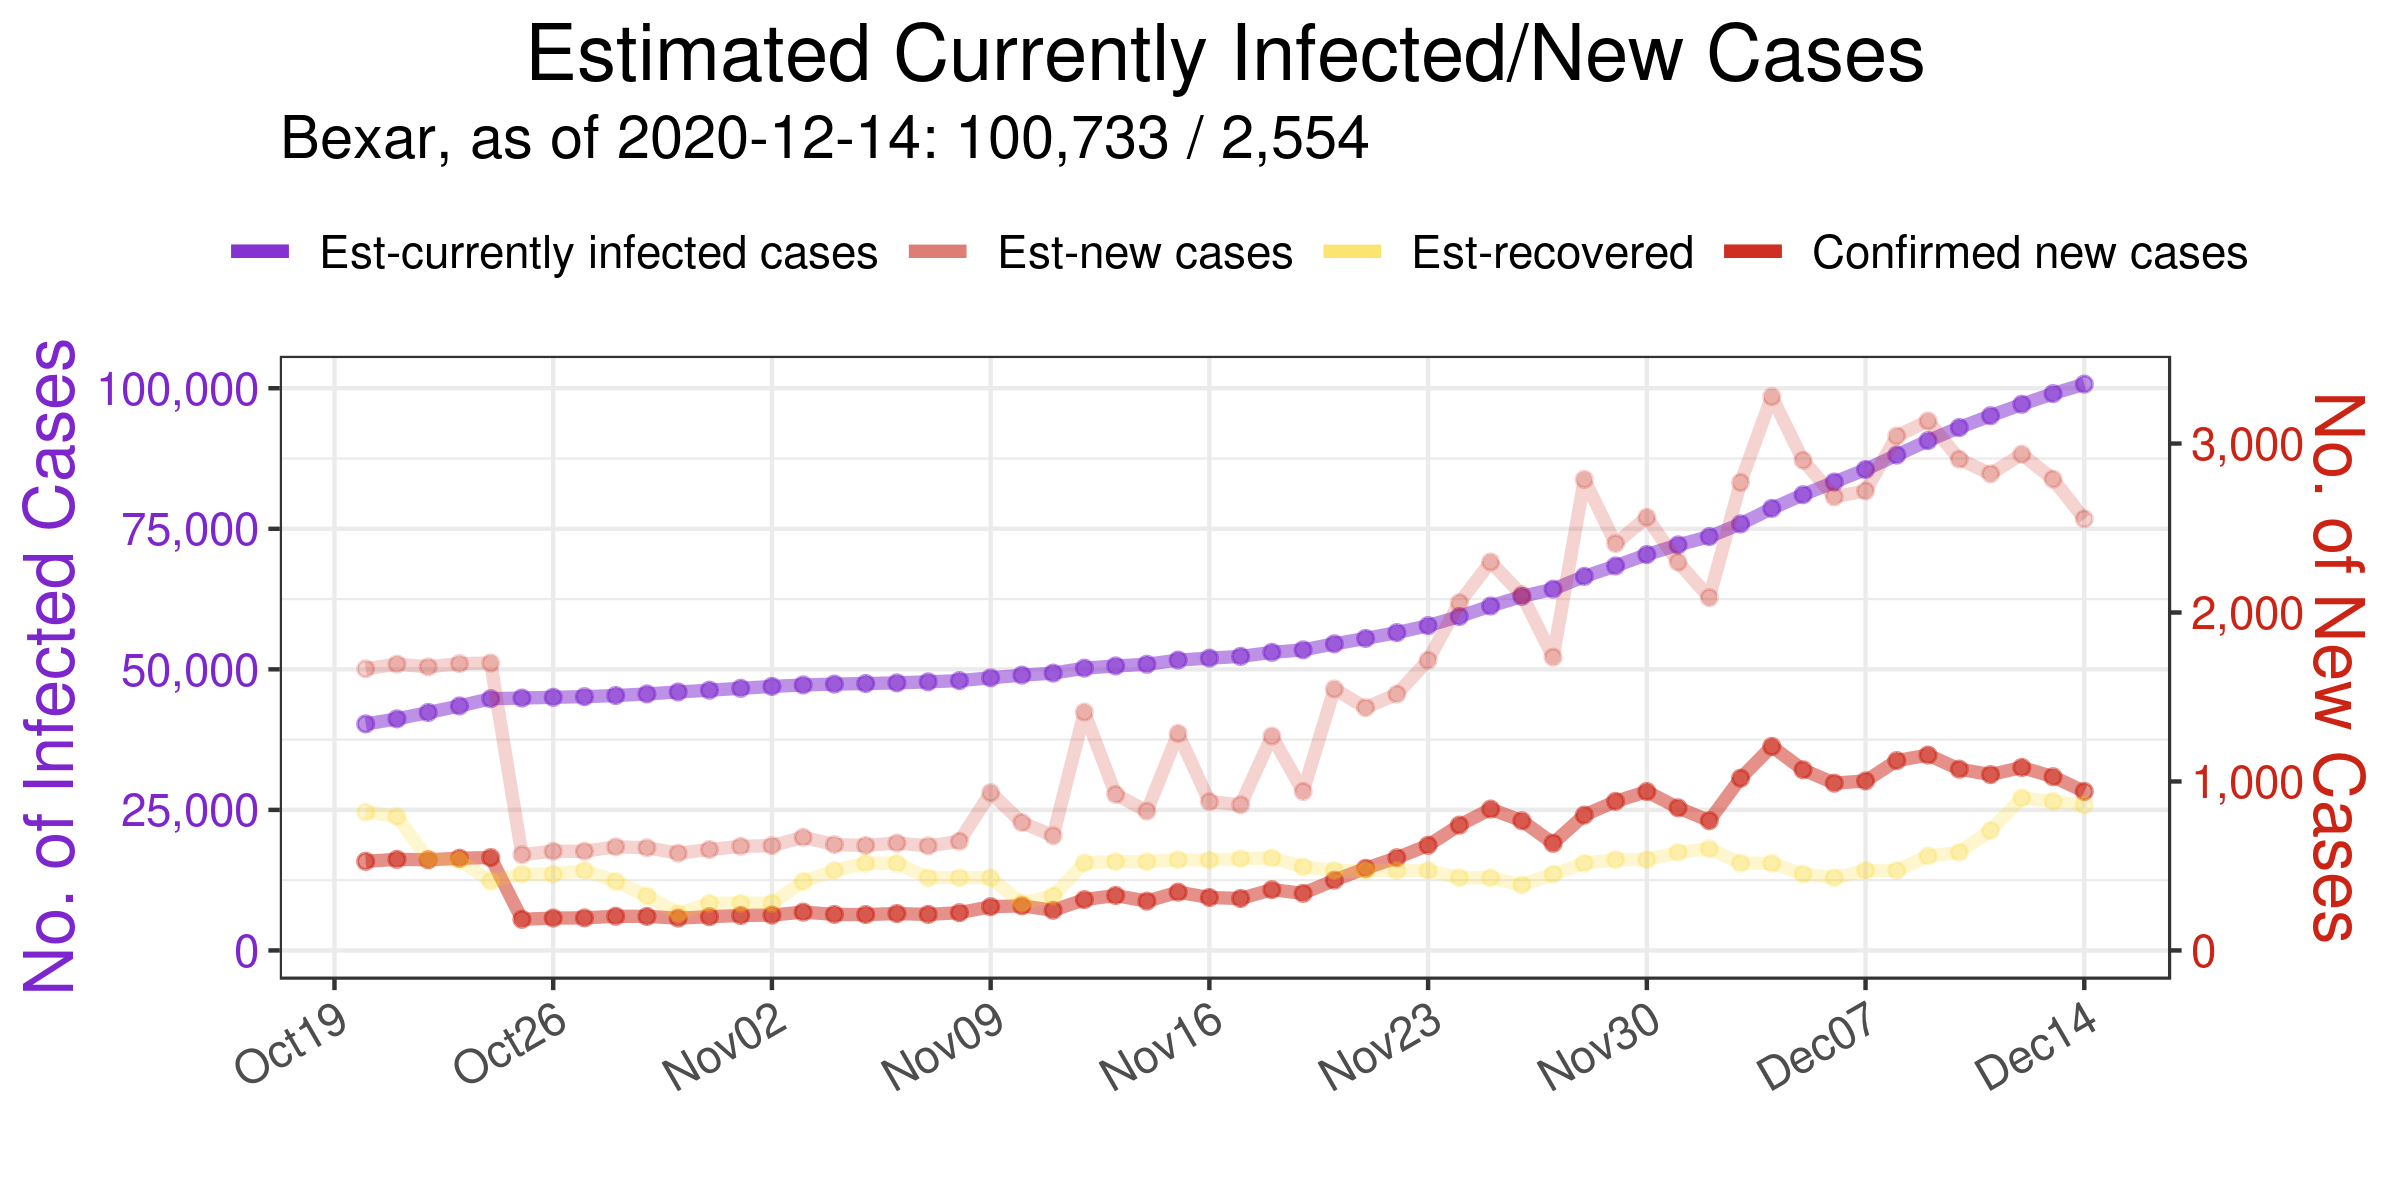 Estimated Currently Infected/New Cases
Bexar, as of 2020-12-14: 100,733 / 2,554
Est-currently infected cases Est-new cases Est-recovered Confirmed new cases
No. of Infected Cases
100,000
75,000
50,000
25,000
0
3,000
2,000
1,000
0
No. of New Cases
Oct19 Oct26 Nov02 Nov09 Nov16 Nov23 Nov30 Dec07 Dec14